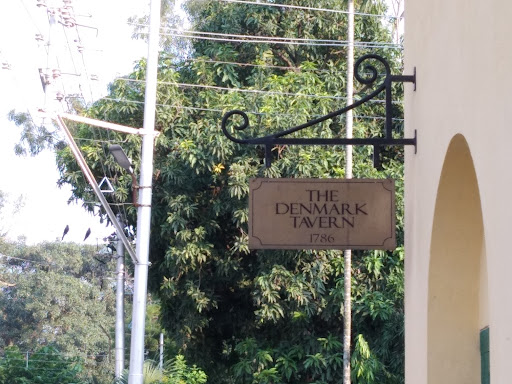 THE
DENMARK
TAVERN
1786